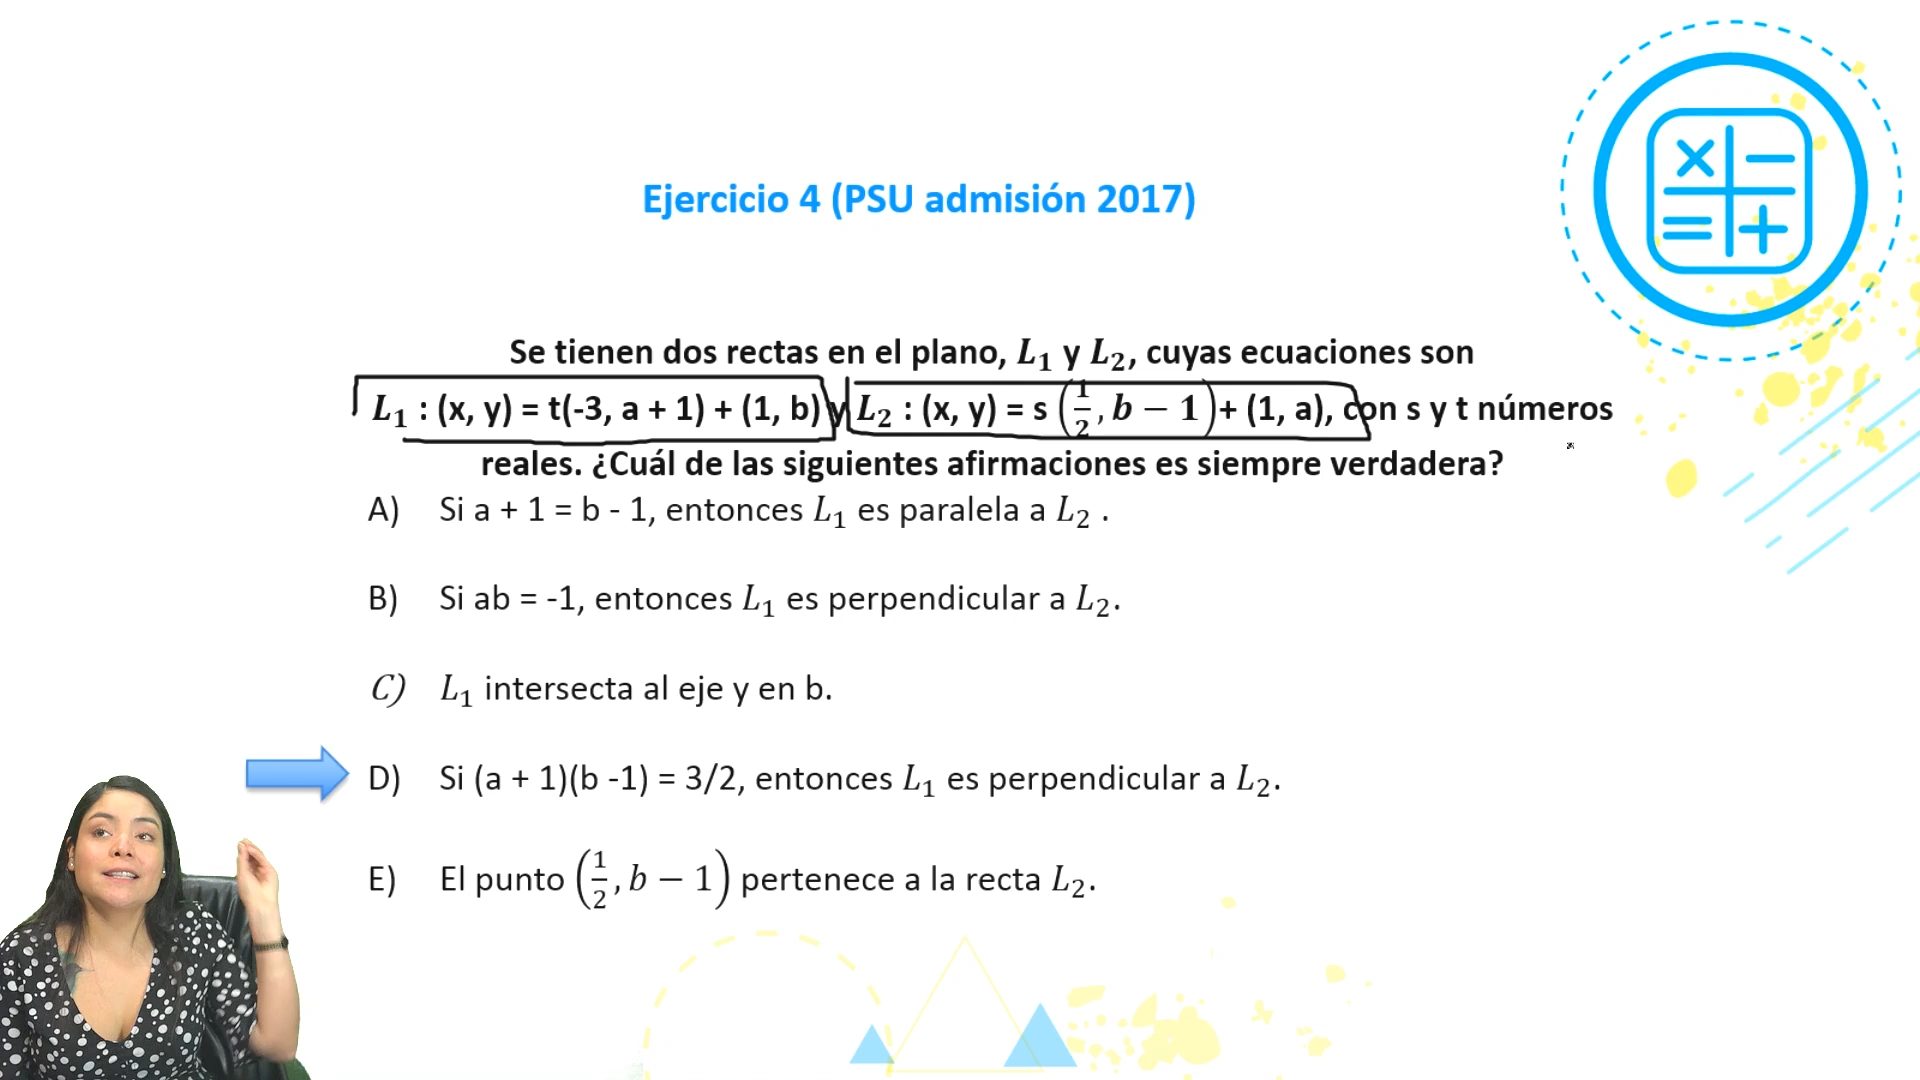 Ejercicio 4 (PSU admisión 2017)
Se tienen dos rectas en el plano, L₁ y L₂, cuyas ecuaciones son
L₁ : (x, y) = t(-3, a + 1) + (1, b) y L₂ : (x, y) = s (1/2, b − 1)+ (1, a), con s y t números
reales. ¿Cuál de las siguientes afirmaciones es siempre verdadera?
A) Si a + 1 = b - 1, entonces L₁ es paralela a L₂ .
B) Si ab = -1, entonces L₁ es perpendicular a L₂.
C) L₁ intersecta al eje y en b.
D) Si (a + 1)(b -1) = 3/2, entonces L₁ es perpendicular a L₂.
E) El punto (1/2, b − 1) pertenece a la recta L₂.